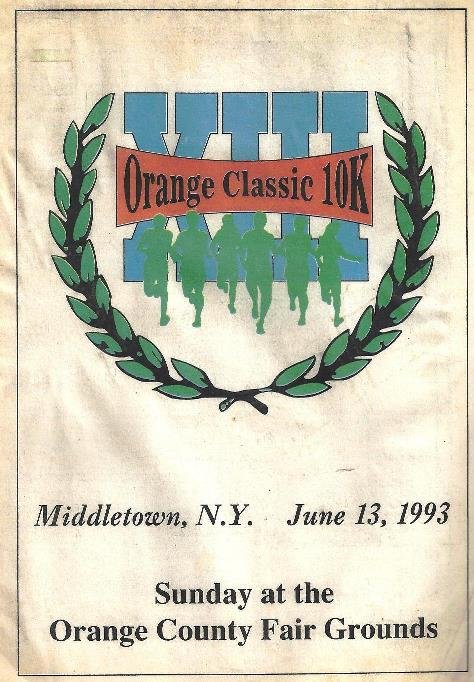 XIII
Orange Classic 10K
Middletown, N.Y. June 13, 1993
Sunday at the
Orange County Fair Grounds